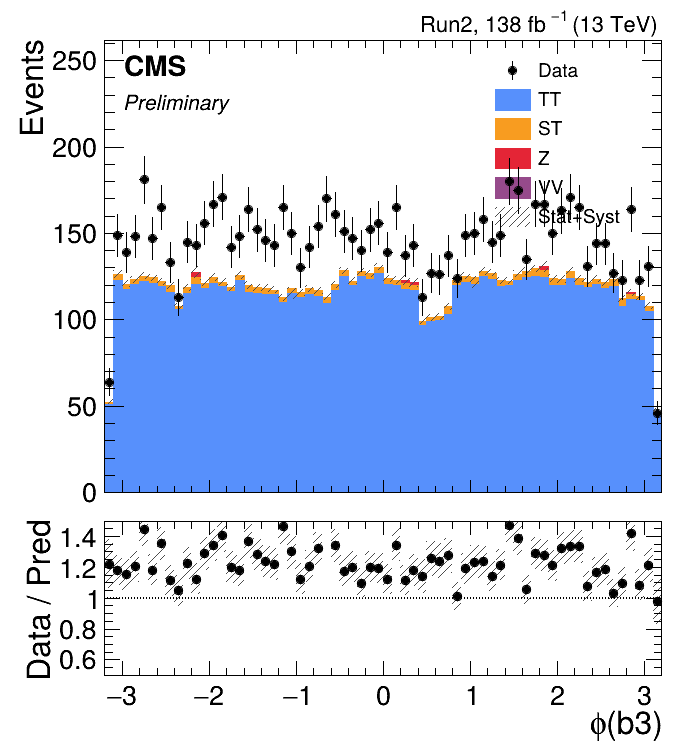 Run2, 138 fb⁻¹ (13 TeV)
CMS
Preliminary
Events
250
200
150
100
50
0
Data
TT
ST
Z
VV
Stat+Syst
Data / Pred
1.4
1.2
1
0.8
0.6
−3 −2 −1 0 1 2 3
ϕ(b3)